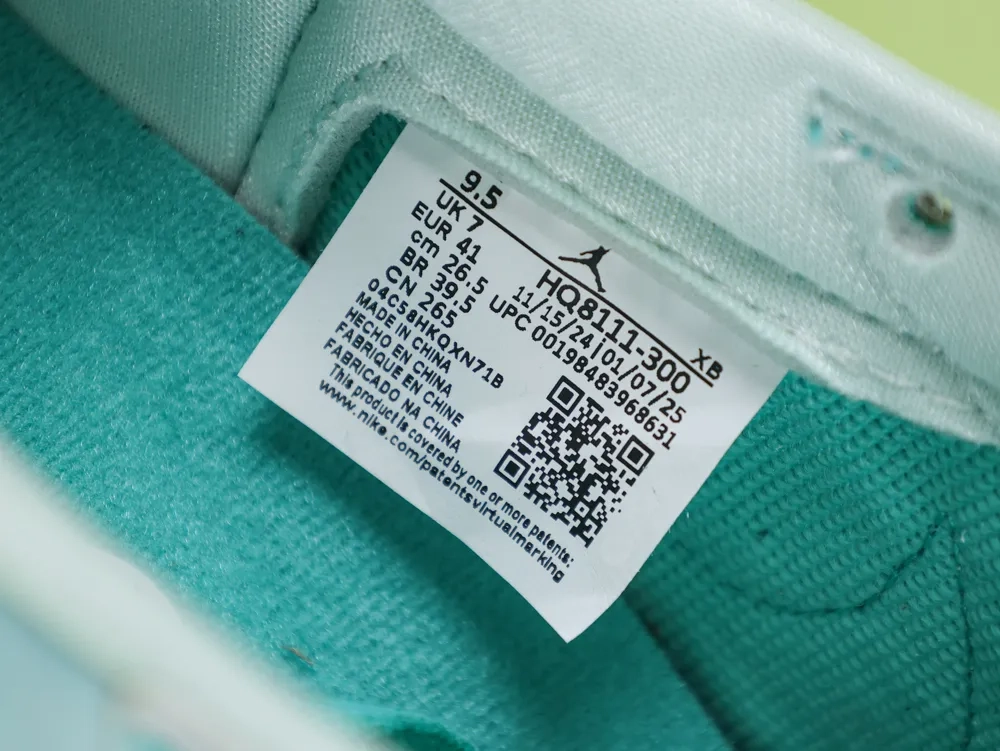 9.5
UK 7
EUR 41
cm 26.5
BR 39.5
CN 265
XB
HQ8111-300
11/15/24|01/07/25
UPC 00198483968631
04C58HKQXN71B
MADE IN CHINA
HECHO EN CHINA
FABRIQUE EN CHINE
FABRICADO NA CHINA
This product is covered by one or more patents:
www.nike.com/patentsvirtualmarking